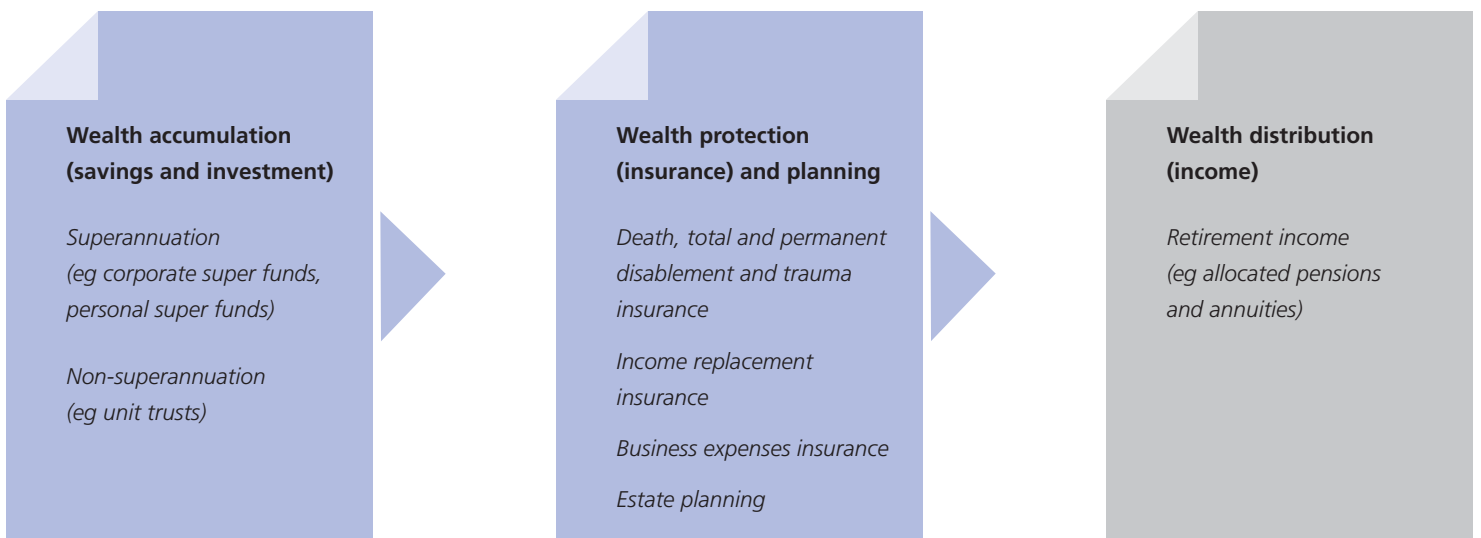 Wealth accumulation
(savings and investment)
Superannuation
(eg corporate super funds,
personal super funds)
Non-superannuation
(eg unit trusts)
Wealth protection
(insurance) and planning
Death, total and permanent
disablement and trauma
insurance
Income replacement
insurance
Business expenses insurance
Estate planning
Wealth distribution
(income)
Retirement income
(eg allocated pensions
and annuities)